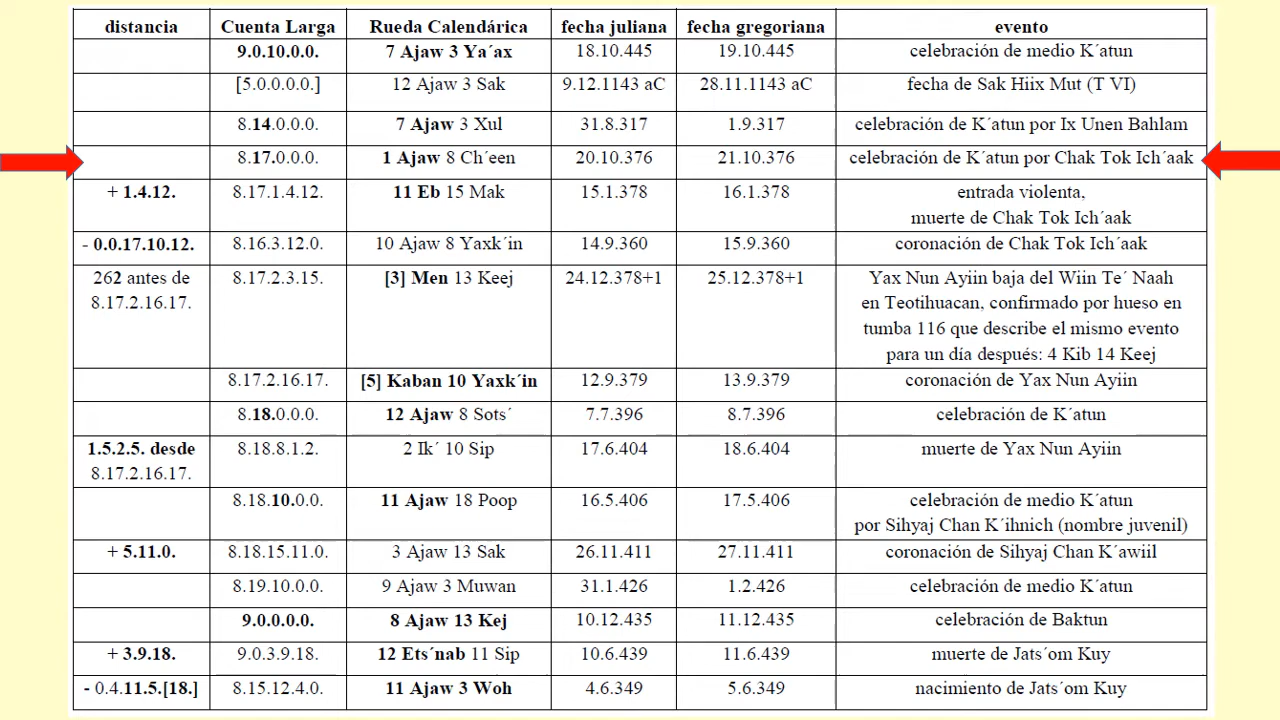 distancia Cuenta Larga Rueda Calendárica fecha juliana fecha gregoriana evento
9.0.10.0.0. 7 Ajaw 3 Ya´ax 18.10.445 19.10.445 celebración de medio K´atun
[5.0.0.0.0.] 12 Ajaw 3 Sak 9.12.1143 aC 28.11.1143 aC fecha de Sak Hiix Mut (T VI)
8.14.0.0.0. 7 Ajaw 3 Xul 31.8.317 1.9.317 celebración de K´atun por Ix Unen Bahlam
8.17.0.0.0. 1 Ajaw 8 Ch´een 20.10.376 21.10.376 celebración de K´atun por Chak Tok Ich´aak
+ 1.4.12. 8.17.1.4.12. 11 Eb 15 Mak 15.1.378 16.1.378 entrada violenta,
muerte de Chak Tok Ich´aak
- 0.0.17.10.12. 8.16.3.12.0. 10 Ajaw 8 Yaxk´in 14.9.360 15.9.360 coronación de Chak Tok Ich´aak
262 antes de 8.17.2.3.15. [3] Men 13 Keej 24.12.378+1 25.12.378+1 Yax Nun Ayiin baja del Wiin Te´ Naah
8.17.2.16.17. en Teotihuacan, confirmado por hueso en
tumba 116 que describe el mismo evento
para un día después: 4 Kib 14 Keej
8.17.2.16.17. [5] Kaban 10 Yaxk´in 12.9.379 13.9.379 coronación de Yax Nun Ayiin
8.18.0.0.0. 12 Ajaw 8 Sots´ 7.7.396 8.7.396 celebración de K´atun
1.5.2.5. desde 8.18.8.1.2. 2 Ik´ 10 Sip 17.6.404 18.6.404 muerte de Yax Nun Ayiin
8.17.2.16.17.
8.18.10.0.0. 11 Ajaw 18 Poop 16.5.406 17.5.406 celebración de medio K´atun
por Sihyaj Chan K´ihnich (nombre juvenil)
+ 5.11.0. 8.18.15.11.0. 3 Ajaw 13 Sak 26.11.411 27.11.411 coronación de Sihyaj Chan K´awiil
8.19.10.0.0. 9 Ajaw 3 Muwan 31.1.426 1.2.426 celebración de medio K´atun
9.0.0.0.0. 8 Ajaw 13 Kej 10.12.435 11.12.435 celebración de Baktun
+ 3.9.18. 9.0.3.9.18. 12 Ets´nab 11 Sip 10.6.439 11.6.439 muerte de Jats´om Kuy
- 0.4.11.5.[18.] 8.15.12.4.0. 11 Ajaw 3 Woh 4.6.349 5.6.349 nacimiento de Jats´om Kuy